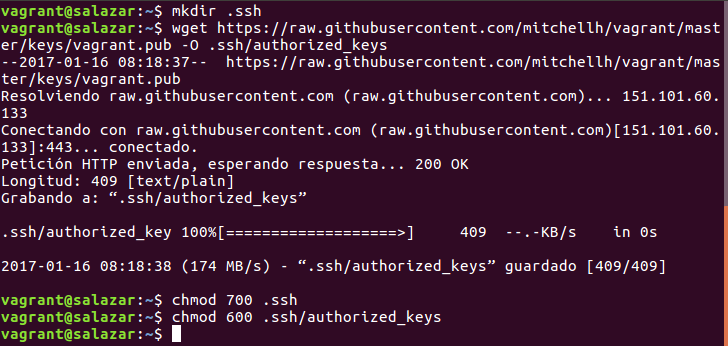 vagrant@salazar:~$ mkdir .ssh
vagrant@salazar:~$ wget https://raw.githubusercontent.com/mitchellh/vagrant/mast
er/keys/vagrant.pub -O .ssh/authorized_keys
--2017-01-16 08:18:37--  https://raw.githubusercontent.com/mitchellh/vagrant/mas
ter/keys/vagrant.pub
Resolviendo raw.githubusercontent.com (raw.githubusercontent.com)... 151.101.60.
133
Conectando con raw.githubusercontent.com (raw.githubusercontent.com)[151.101.60.
133]:443... conectado.
Petición HTTP enviada, esperando respuesta... 200 OK
Longitud: 409 [text/plain]
Grabando a: “.ssh/authorized_keys”
.ssh/authorized_key 100%[===================>]     409  --.-KB/s    in 0s
2017-01-16 08:18:38 (174 MB/s) - “.ssh/authorized_keys” guardado [409/409]
vagrant@salazar:~$ chmod 700 .ssh
vagrant@salazar:~$ chmod 600 .ssh/authorized_keys
vagrant@salazar:~$